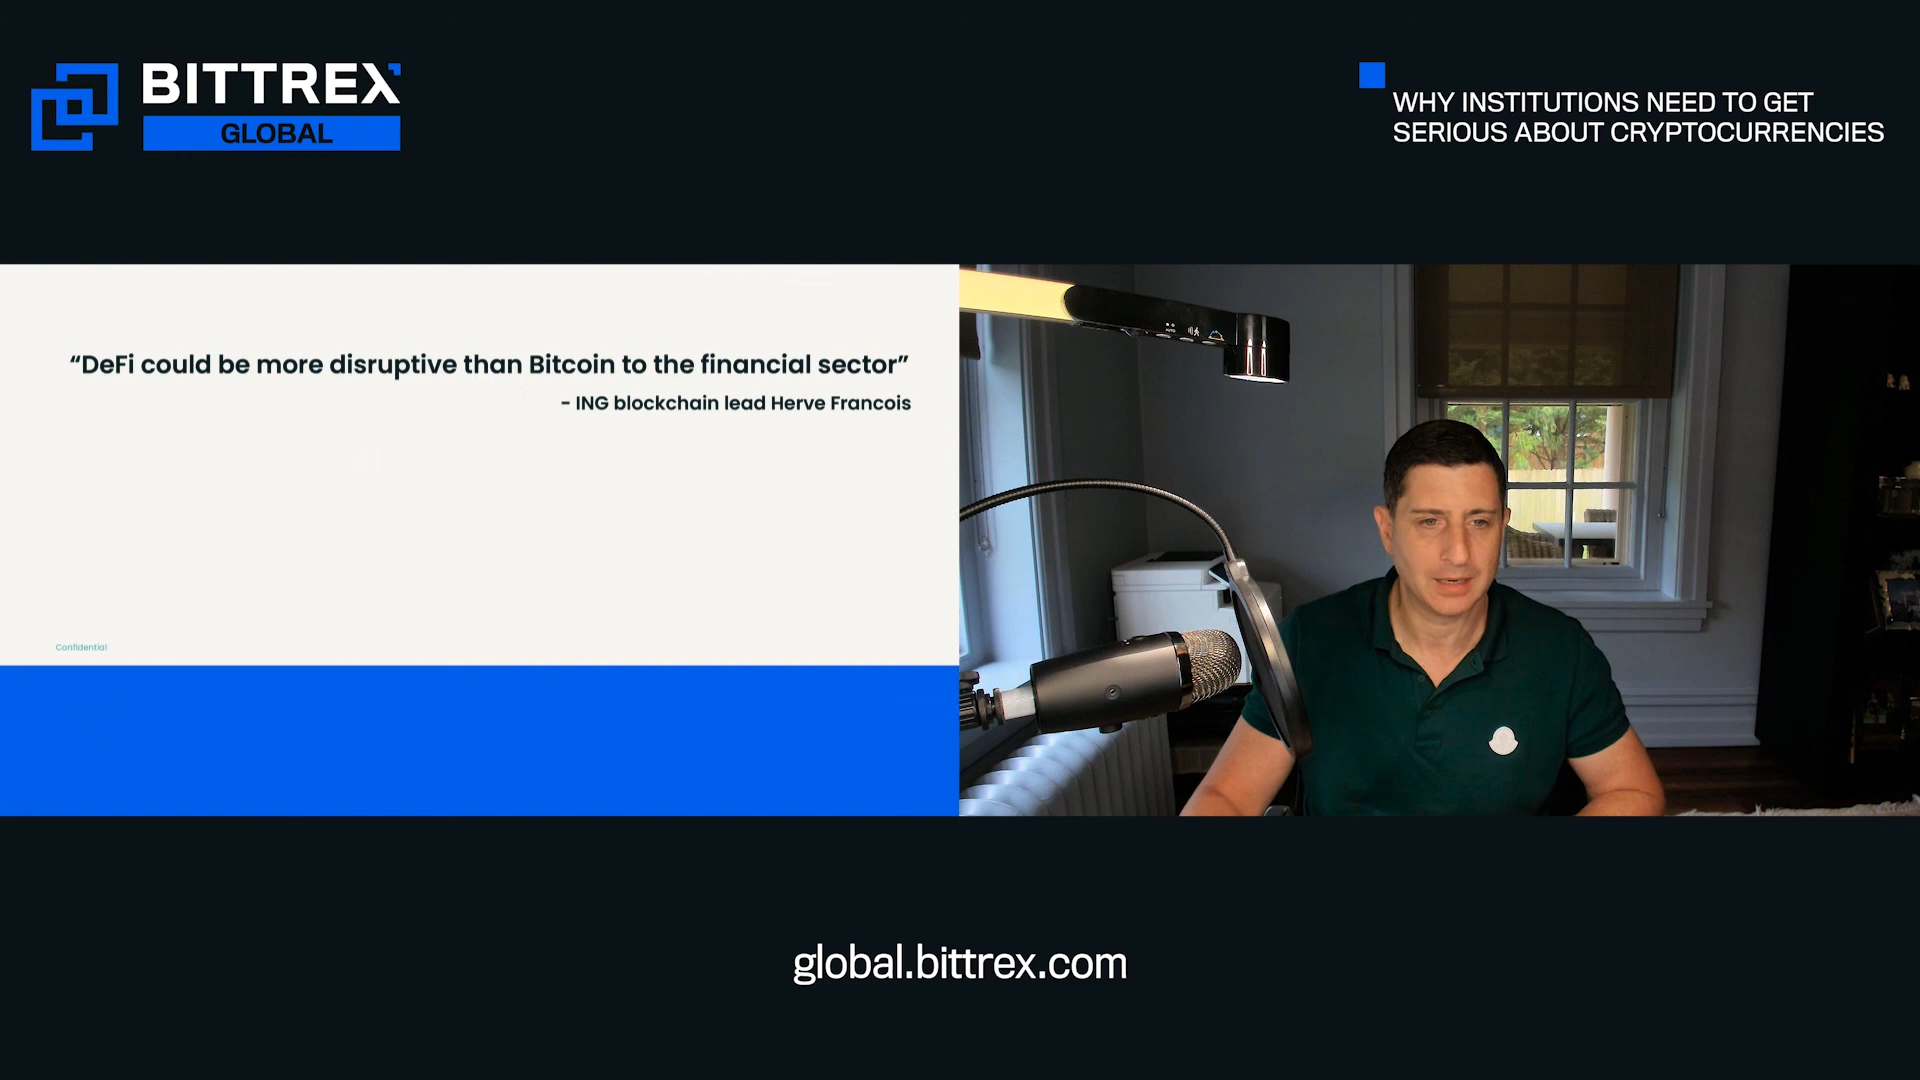 BITTREX
GLOBAL
WHY INSTITUTIONS NEED TO GET
SERIOUS ABOUT CRYPTOCURRENCIES
“DeFi could be more disruptive than Bitcoin to the financial sector”
- ING blockchain lead Herve Francois
Confidential
global.bittrex.com